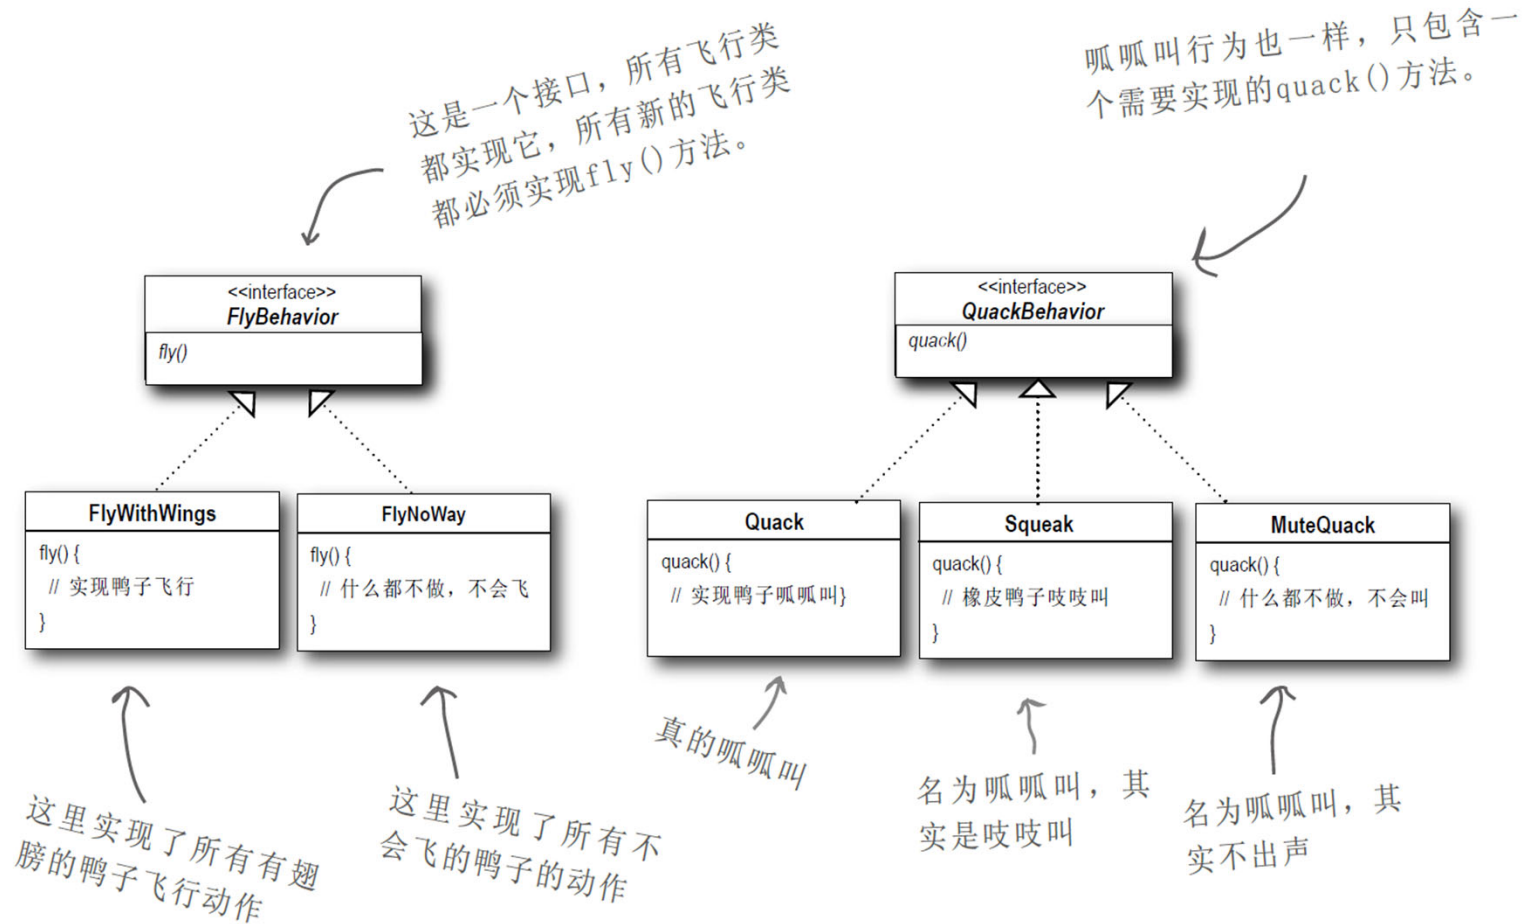 这是一个接口，所有飞行类
都实现它，所有新的飞行类
都必须实现fly()方法。
呱呱叫行为也一样，只包含一
个需要实现的quack()方法。
<<interface>>
FlyBehavior
fly()
<<interface>>
QuackBehavior
quack()
FlyWithWings
fly() {
// 实现鸭子飞行
}
FlyNoWay
fly() {
// 什么都不做，不会飞
}
Quack
quack() {
// 实现鸭子呱呱叫}
Squeak
quack() {
// 橡皮鸭子吱吱叫
}
MuteQuack
quack() {
// 什么都不做，不会叫
}
这里实现了所有有翅
膀的鸭子飞行动作
这里实现了所有不
会飞的鸭子的动作
真的呱呱叫
名为呱呱叫，其
实是吱吱叫
名为呱呱叫，其
实不出声